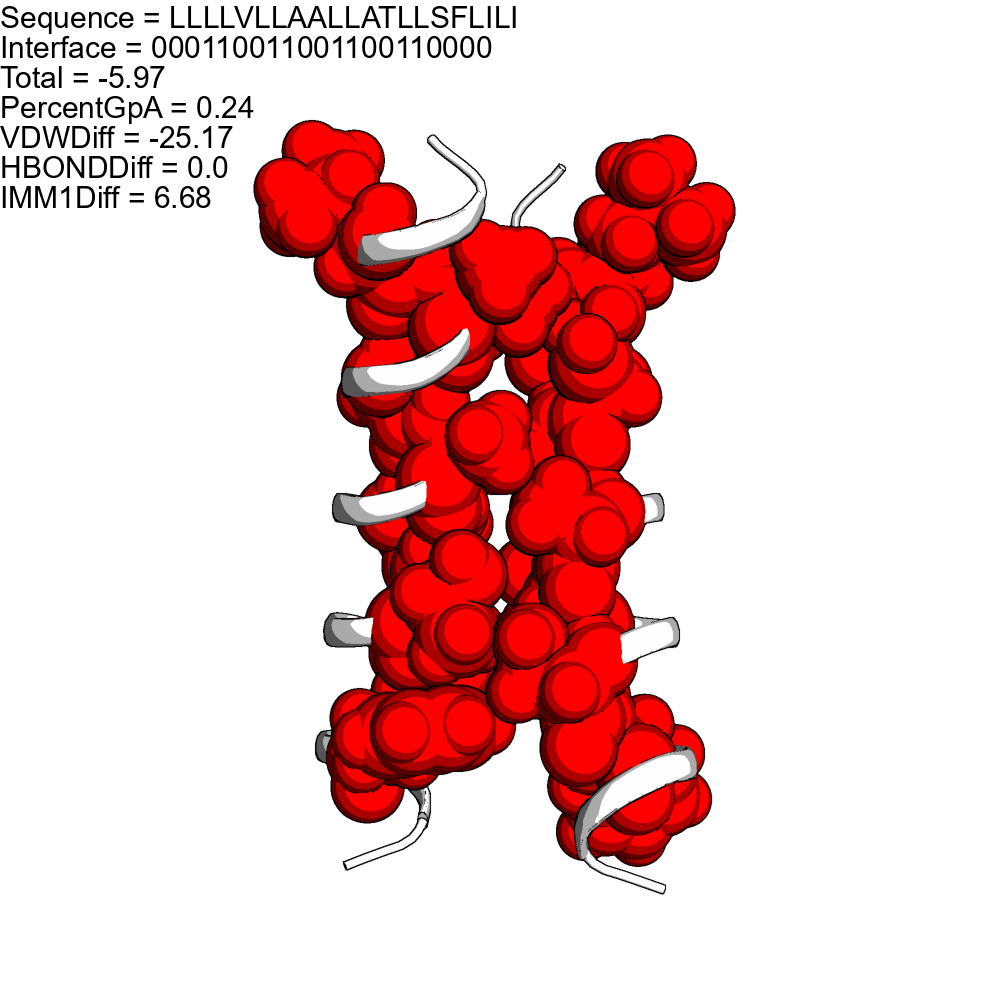 Sequence = LLLLVLLAALLATLLSFLILI
Interface = 000110011001100110000
Total = -5.97
PercentGpA = 0.24
VDWDiff = -25.17
HBONDDiff = 0.0
IMM1Diff = 6.68